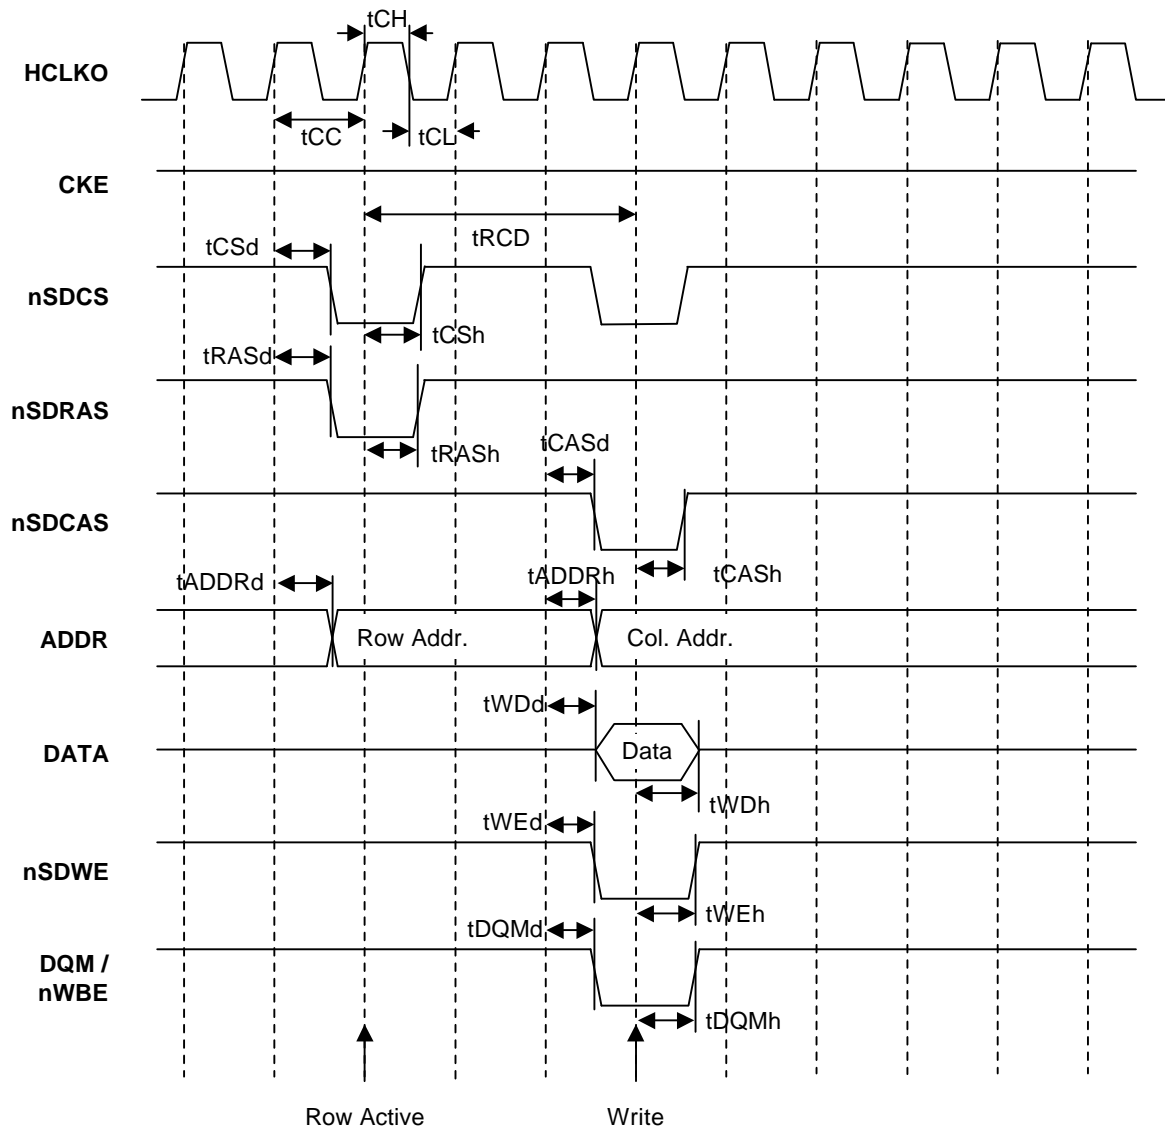 tCH
HCLKO
tCC
tCL
CKE
tRCD
tCSd
nSDCS
tCSh
tRASd
nSDRAS
tRASh
tCASd
nSDCAS
tCASh
tADDRd
tADDRh
ADDR
Row Addr.
Col. Addr.
tWDd
DATA
Data
tWDh
tWEd
nSDWE
tWEh
tDQMd
DQM /
nWBE
tDQMh
Row Active
Write